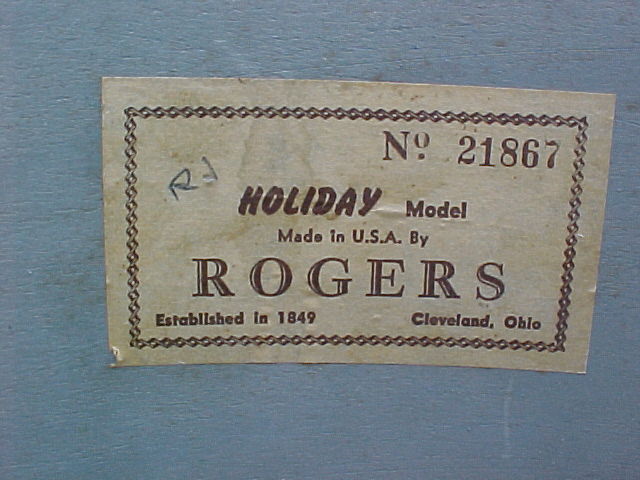 Nº 21867
RJ
HOLIDAY Model
Made in U.S.A. By
ROGERS
Established in 1849 Cleveland, Ohio